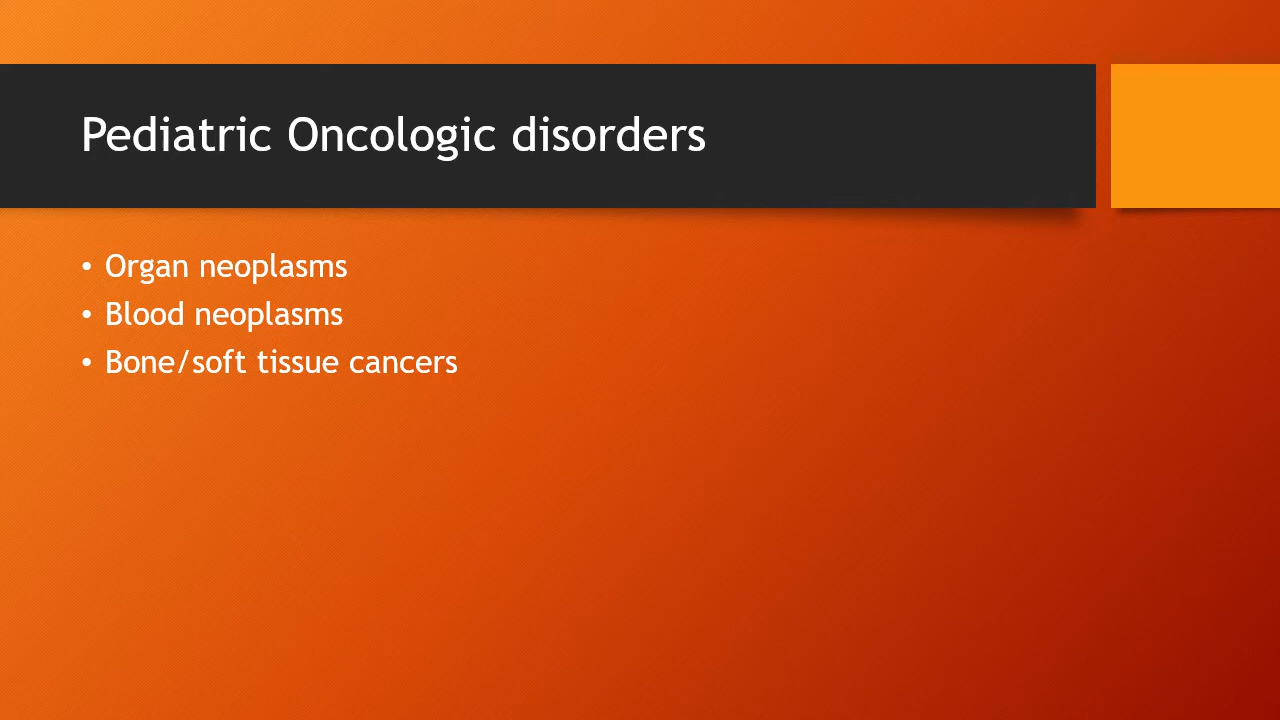 Pediatric Oncologic disorders
• Organ neoplasms
• Blood neoplasms
• Bone/soft tissue cancers